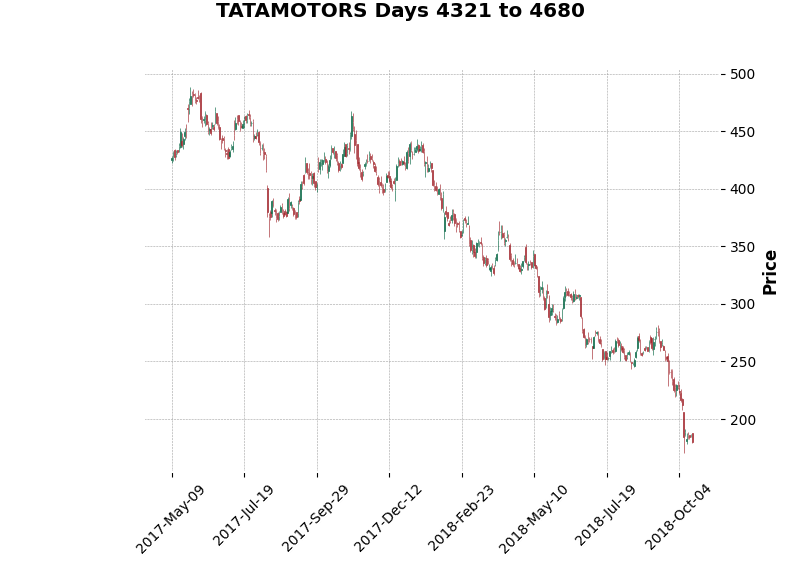 TATAMOTORS Days 4321 to 4680
500
450
400
350
300
250
200
Price
2017-May-09
2017-Jul-19
2017-Sep-29
2017-Dec-12
2018-Feb-23
2018-May-10
2018-Jul-19
2018-Oct-04